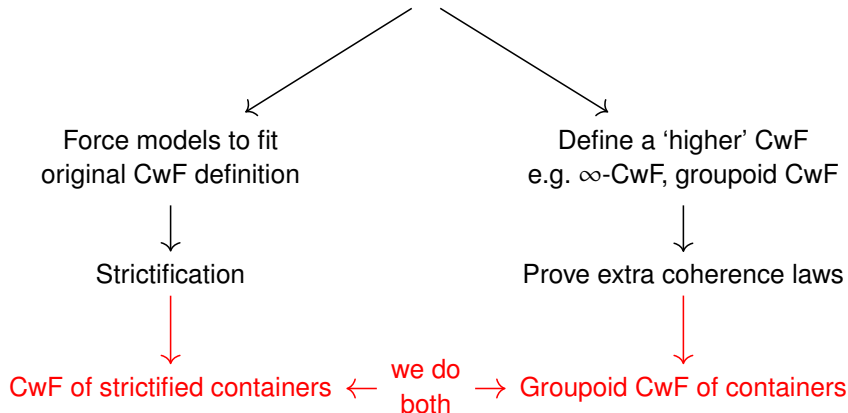 Force models to fit
original CwF definition
Define a ‘higher’ CwF
e.g. ∞-CwF, groupoid CwF
Strictification
Prove extra coherence laws
CwF of strictified containers
we do
both
Groupoid CwF of containers